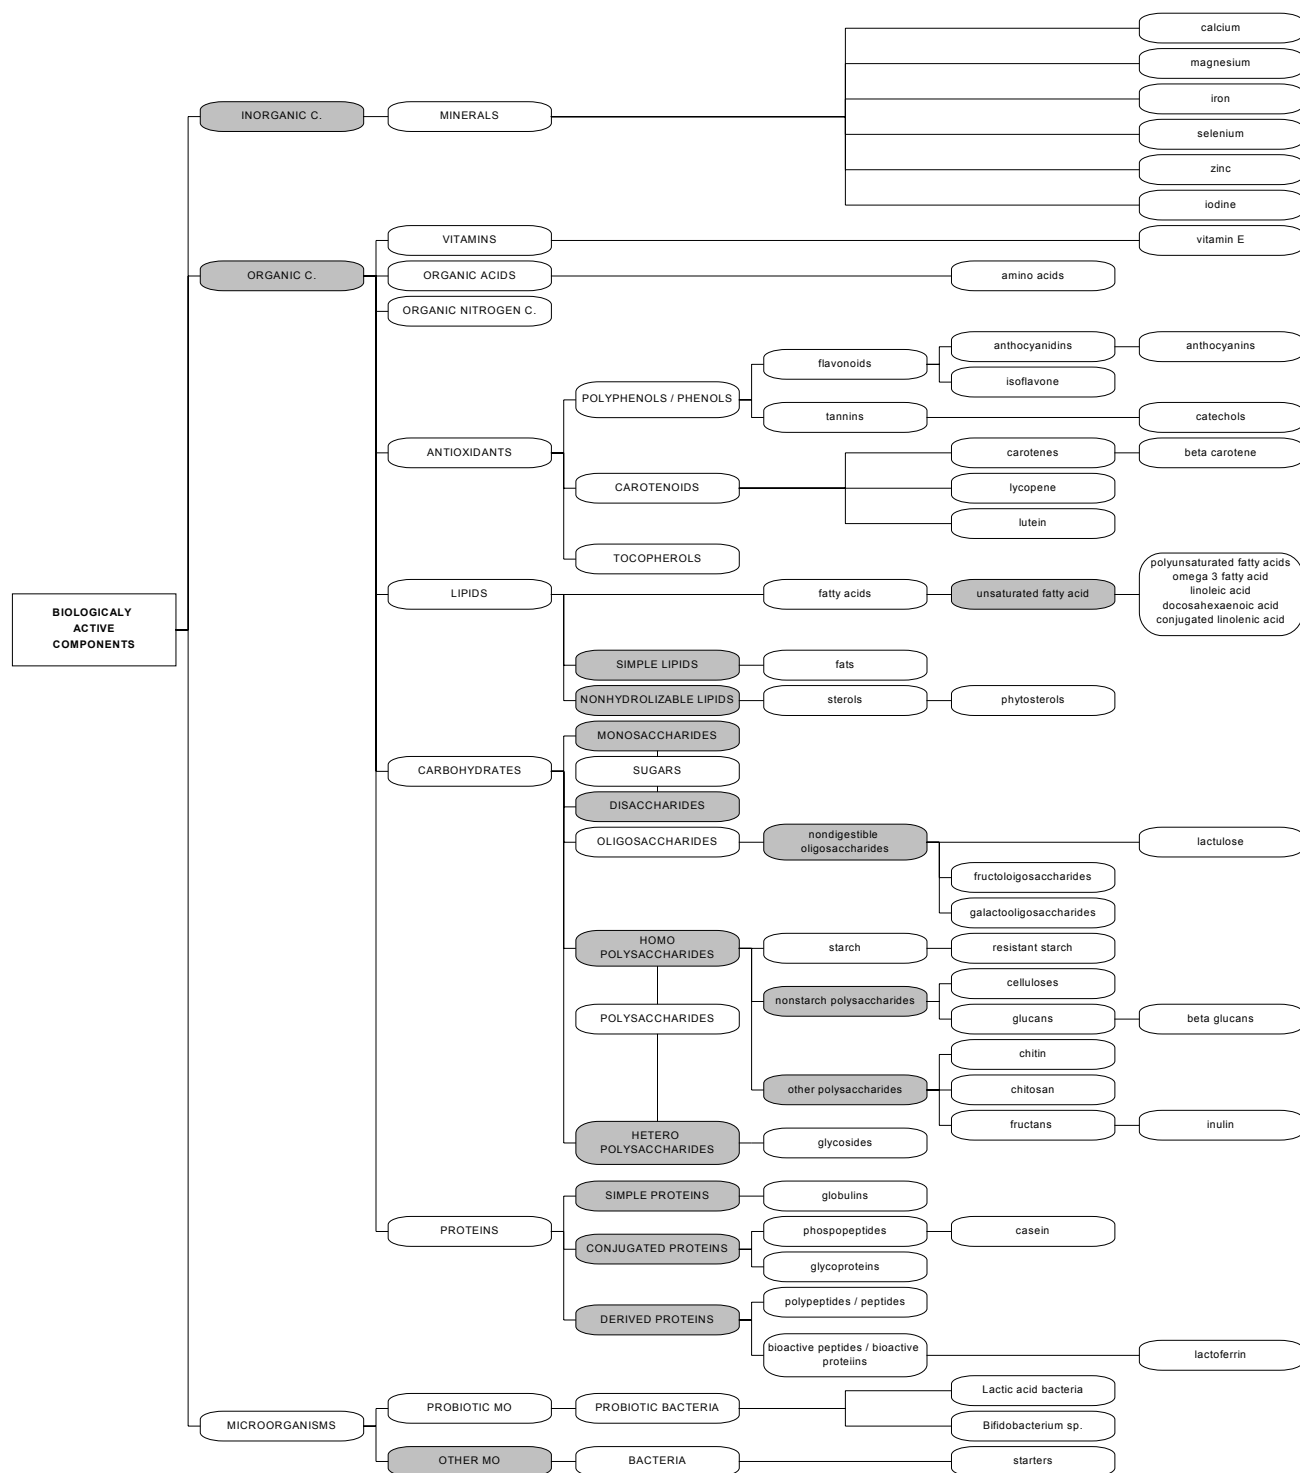 calcium
magnesium
iron
selenium
zinc
iodine
INORGANIC C.
MINERALS
VITAMINS
vitamin E
ORGANIC C.
ORGANIC ACIDS
amino acids
ORGANIC NITROGEN C.
POLYPHENOLS / PHENOLS
flavonoids
anthocyanidins
anthocyanins
isoflavone
tannins
catechols
ANTIOXIDANTS
CAROTENOIDS
carotenes
beta carotene
lycopene
lutein
TOCOPHEROLS
LIPIDS
fatty acids
unsaturated fatty acid
polyunsaturated fatty acids
omega 3 fatty acid
linoleic acid
docosahexaenoic acid
conjugated linolenic acid
BIOLOGICALY
ACTIVE
COMPONENTS
SIMPLE LIPIDS
fats
NONHYDROLIZABLE LIPIDS
sterols
phytosterols
MONOSACCHARIDES
CARBOHYDRATES
SUGARS
DISACCHARIDES
OLIGOSACCHARIDES
nondigestible
oligosaccharides
lactulose
fructoloigosaccharides
galactooligosaccharides
HOMO
POLYSACCHARIDES
starch
resistant starch
nonstarch polysaccharides
celluloses
POLYSACCHARIDES
glucans
beta glucans
other polysaccharides
chitin
chitosan
fructans
inulin
HETERO
POLYSACCHARIDES
glycosides
SIMPLE PROTEINS
globulins
PROTEINS
CONJUGATED PROTEINS
phospopeptides
casein
glycoproteins
DERIVED PROTEINS
polypeptides / peptides
bioactive peptides / bioactive
proteiins
lactoferrin
MICROORGANISMS
PROBIOTIC MO
PROBIOTIC BACTERIA
Lactic acid bacteria
Bifidobacterium sp.
OTHER MO
BACTERIA
starters